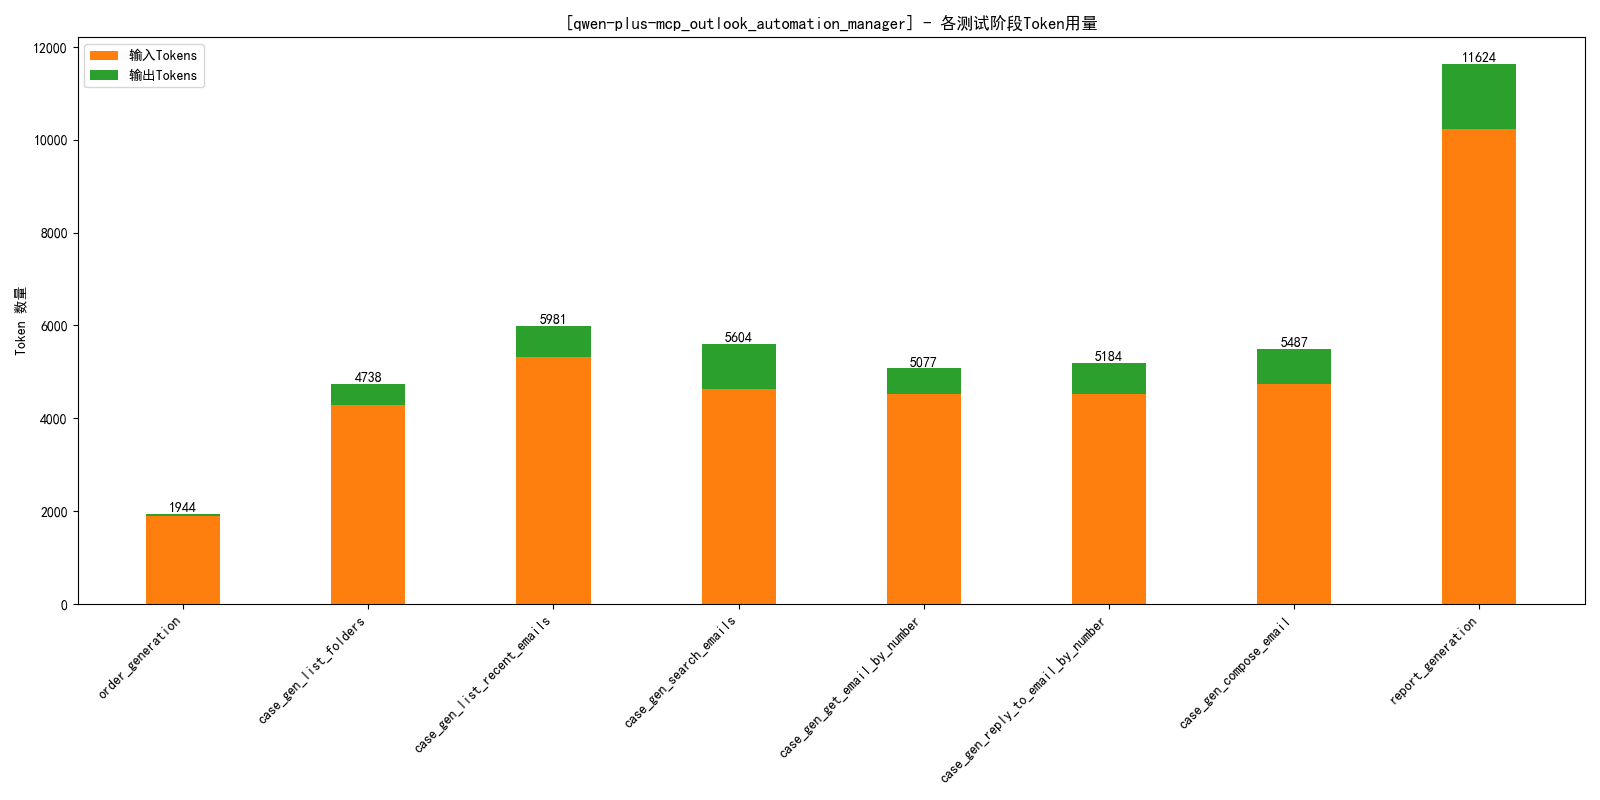 [qwen-plus-mcp_outlook_automation_manager] - 各测试阶段Token用量
输入Tokens
输出Tokens
Token 数量
12000
10000
8000
6000
4000
2000
0
1944
4738
5981
5604
5077
5184
5487
11624
order_generation
case_gen_list_folders
case_gen_list_recent_emails
case_gen_search_emails
case_gen_get_email_by_number
case_gen_reply_to_email_by_number
case_gen_compose_email
report_generation